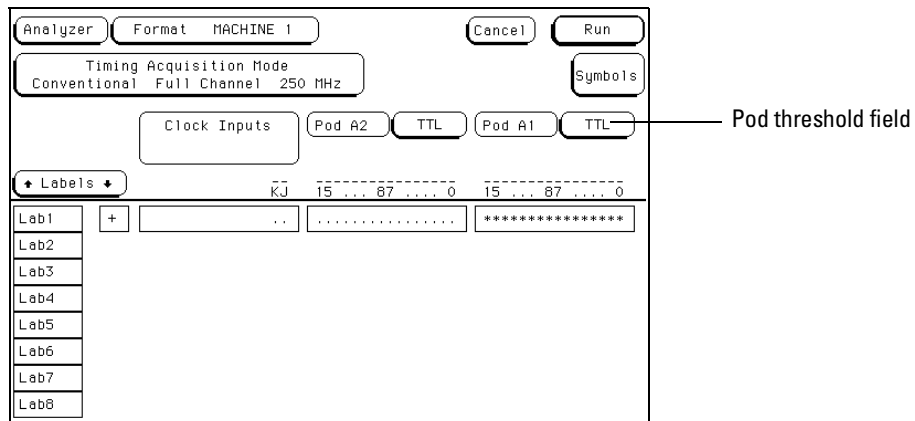 Analyzer Format MACHINE 1 Cancel Run
Timing Acquisition Mode
Conventional Full Channel 250 MHz
Symbols
Clock Inputs Pod A2 TTL Pod A1 TTL
Pod threshold field
↑ Labels ↓ KJ 15 ... 87 .... 0 15 ... 87 .... 0
Lab1 + .. ................ ****************
Lab2
Lab3
Lab4
Lab5
Lab6
Lab7
Lab8